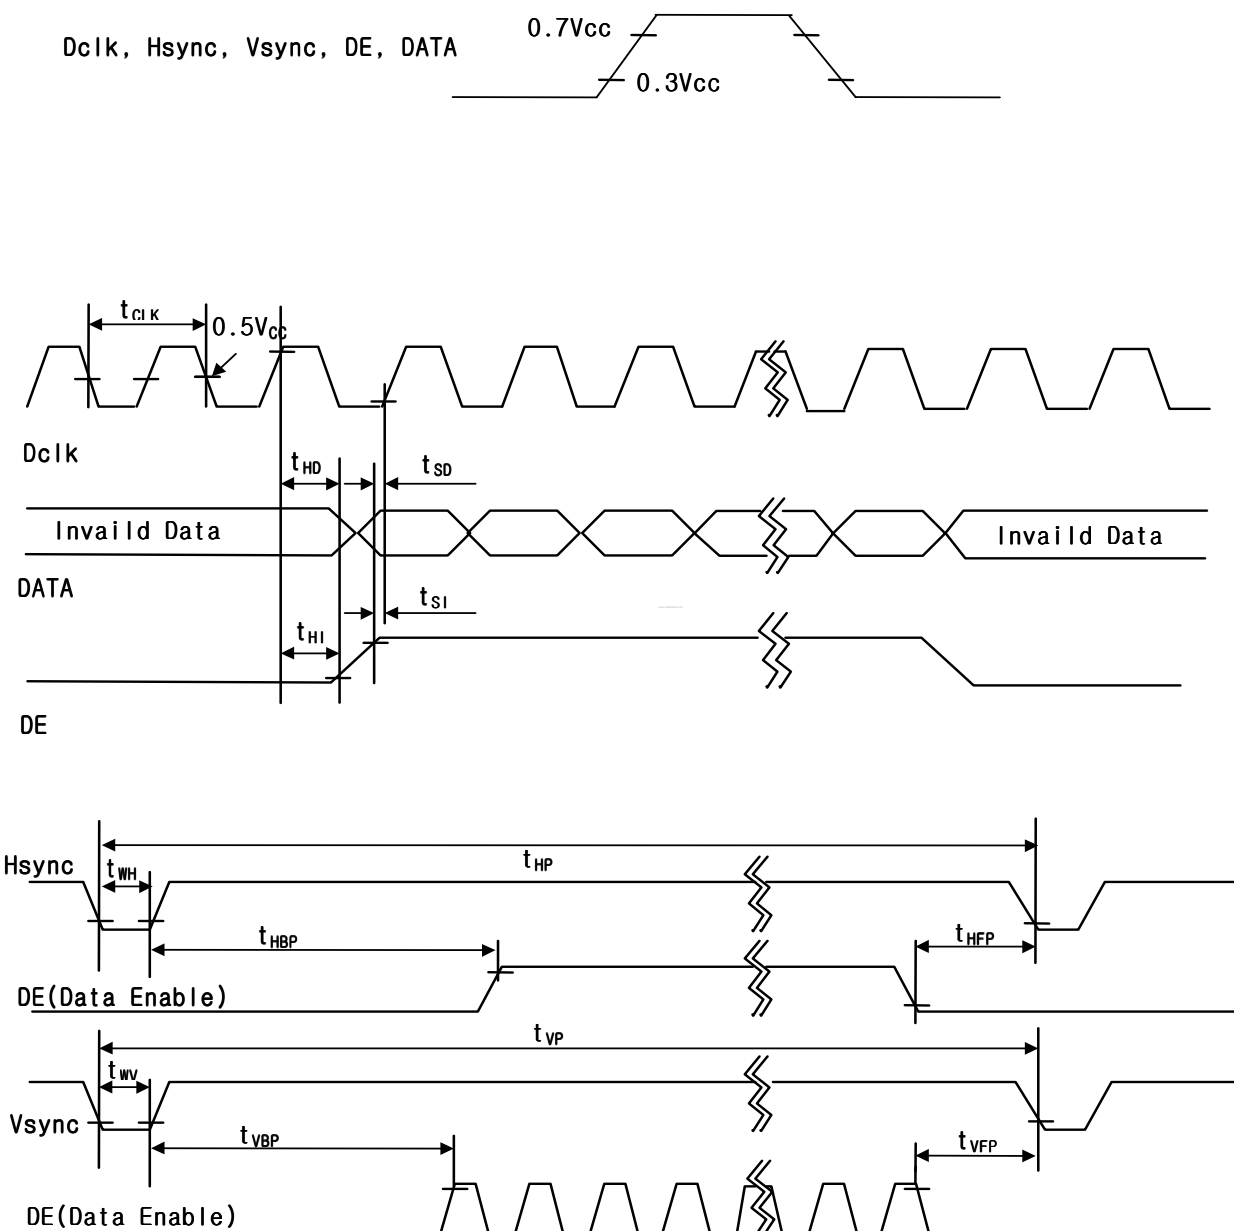 Dclk, Hsync, Vsync, DE, DATA
0.7Vcc
0.3Vcc
tCLK
0.5Vcc
Dclk
tHD
tSD
Invaild Data
Invaild Data
DATA
tSI
tHI
DE
Hsync
tWH
tHP
tHBP
tHFP
DE(Data Enable)
tVP
tWV
Vsync
tVBP
tVFP
DE(Data Enable)